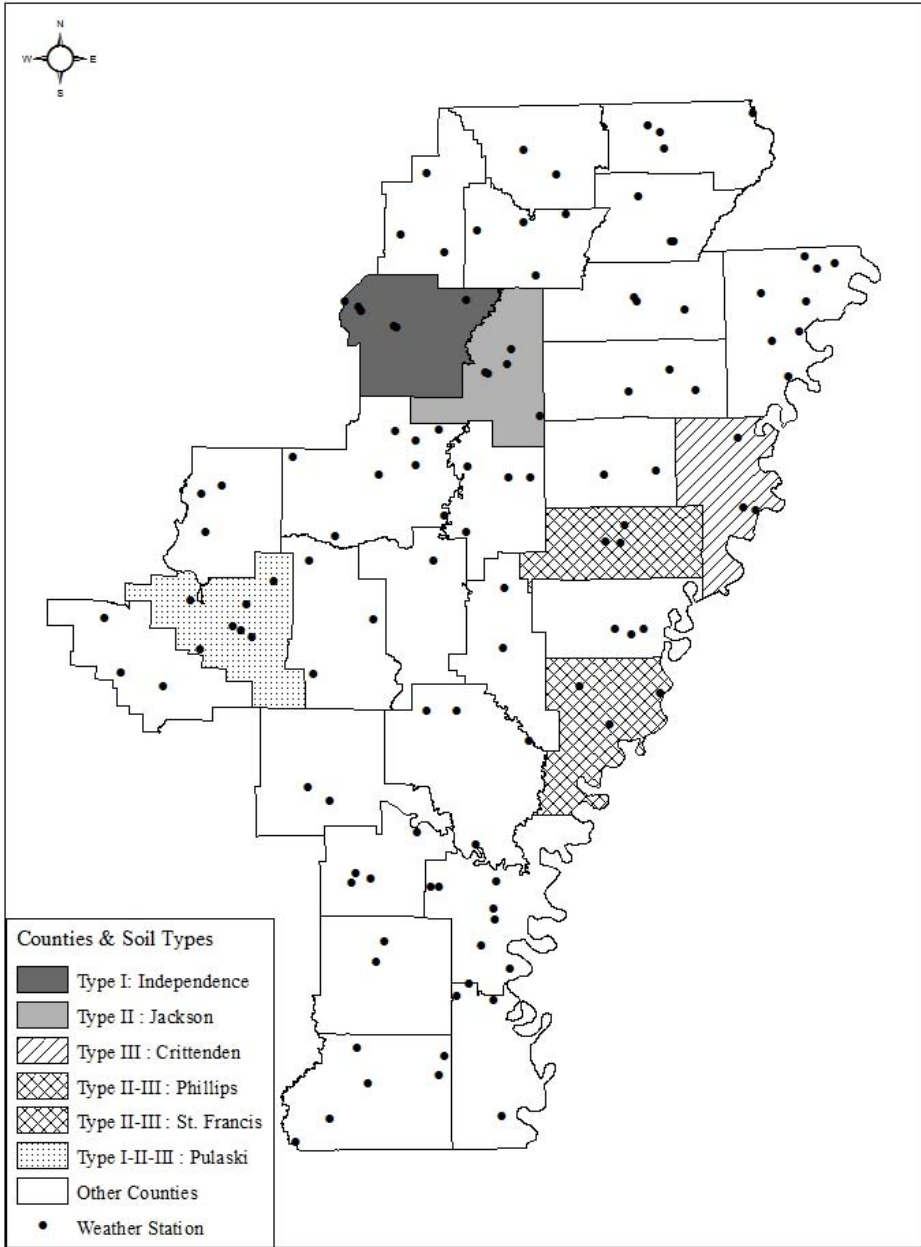 N
W E
S
Counties & Soil Types
Type I: Independence
Type II : Jackson
Type III : Crittenden
Type II-III : Phillips
Type II-III : St. Francis
Type I-II-III : Pulaski
Other Counties
Weather Station